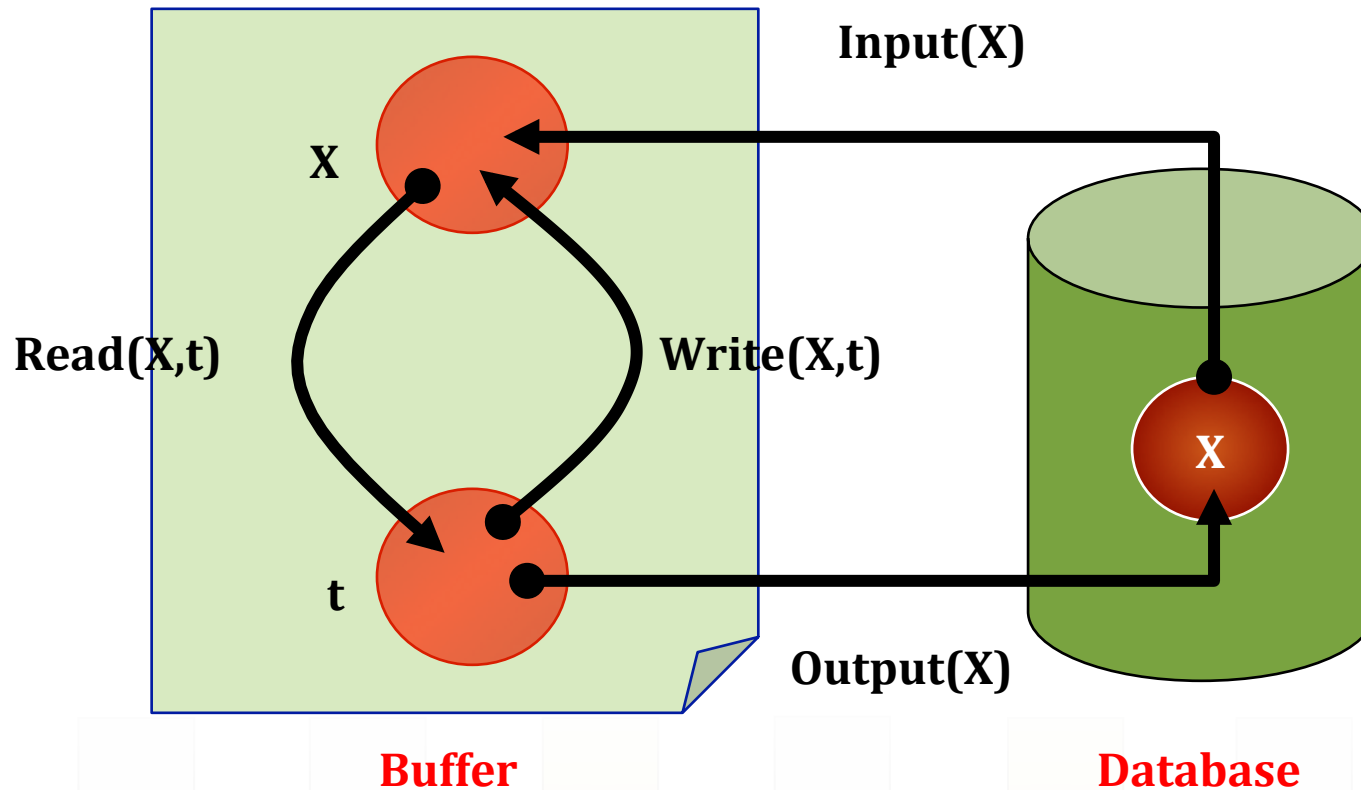 Input(X)
X
Read(X,t)
Write(X,t)
X
t
Output(X)
Buffer
Database